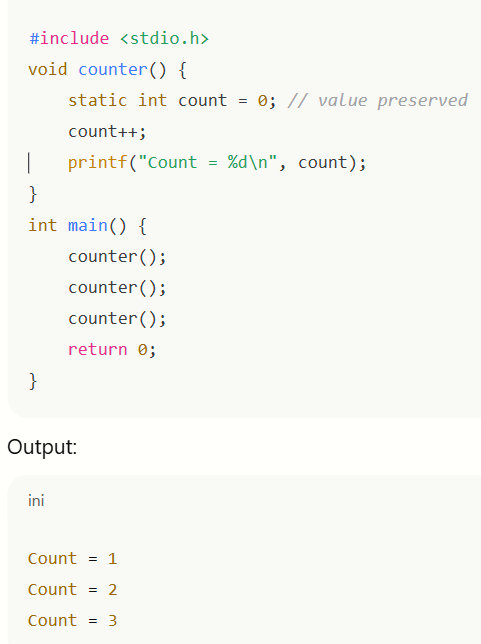 #include <stdio.h>
void counter() {
    static int count = 0; // value preserved
    count++;
    printf("Count = %d\n", count);
}
int main() {
    counter();
    counter();
    counter();
    return 0;
}
Output:
ini
Count = 1
Count = 2
Count = 3